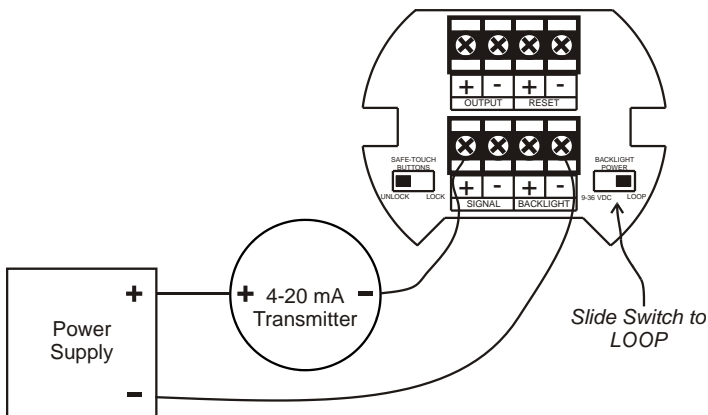 + - + -
OUTPUT RESET
SAFE-TOUCH
BUTTONS
UNLOCK LOCK
+ - + -
SIGNAL BACKLIGHT
BACKLIGHT
POWER
9-36 VDC LOOP
Slide Switch to
LOOP
+ 4-20 mA -
Transmitter
+
Power
Supply
-